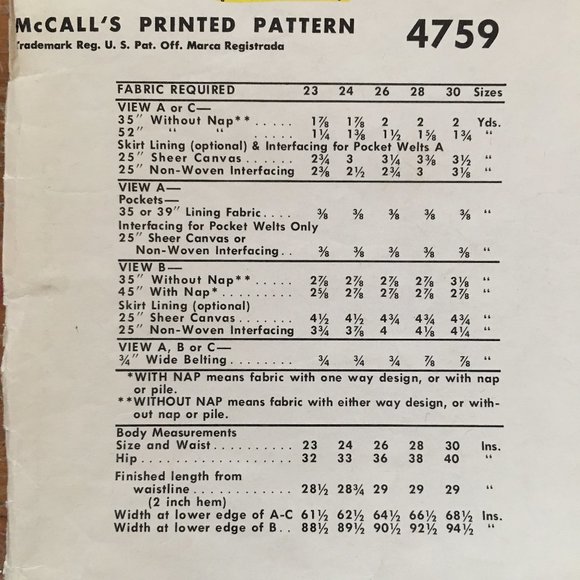 McCALL'S PRINTED PATTERN 4759
Trademark Reg. U. S. Pat. Off. Marca Registrada
FABRIC REQUIRED 23 24 26 28 30 Sizes
VIEW A or C—
35" Without Nap** ..... 1⅞ 1⅞ 2 2 2 Yds.
52" " " ..... 1¼ 1⅜ 1½ 1⅝ 1¾ "
Skirt Lining (optional) & Interfacing for Pocket Welts A
25" Sheer Canvas ....... 2¾ 3 3¼ 3⅜ 3½ "
25" Non-Woven Interfacing 2⅜ 2½ 2¾ 3 3⅛ "
VIEW A—
Pockets—
35 or 39" Lining Fabric .... ⅜ ⅜ ⅜ ⅜ ⅜ "
Interfacing for Pocket Welts Only
25" Sheer Canvas or
Non-Woven Interfacing .. ⅜ ⅜ ⅜ ⅜ ⅜ "
VIEW B—
35" Without Nap** ..... 2⅞ 2⅞ 2⅞ 2⅞ 3⅛ "
45" With Nap* ......... 2⅝ 2⅞ 2⅞ 2⅞ 2⅞ "
Skirt Lining (optional)
25" Sheer Canvas ....... 4½ 4½ 4¾ 4¾ 4¾ "
25" Non-Woven Interfacing 3¾ 3⅞ 4 4⅛ 4¼ "
VIEW A, B or C—
¾" Wide Belting ........ ¾ ¾ ¾ ⅞ ⅞ "
*WITH NAP means fabric with one way design, or with nap
or pile.
**WITHOUT NAP means fabric with either way design, or with-
out nap or pile.
Body Measurements
Size and Waist .......... 23 24 26 28 30 Ins.
Hip .................... 32 33 36 38 40 "
Finished length from
waistline ............. 28½ 28¾ 29 29 29 "
(2 inch hem)
Width at lower edge of A-C 61½ 62½ 64½ 66½ 68½ Ins.
Width at lower edge of B .. 88½ 89½ 90½ 92½ 94½ "